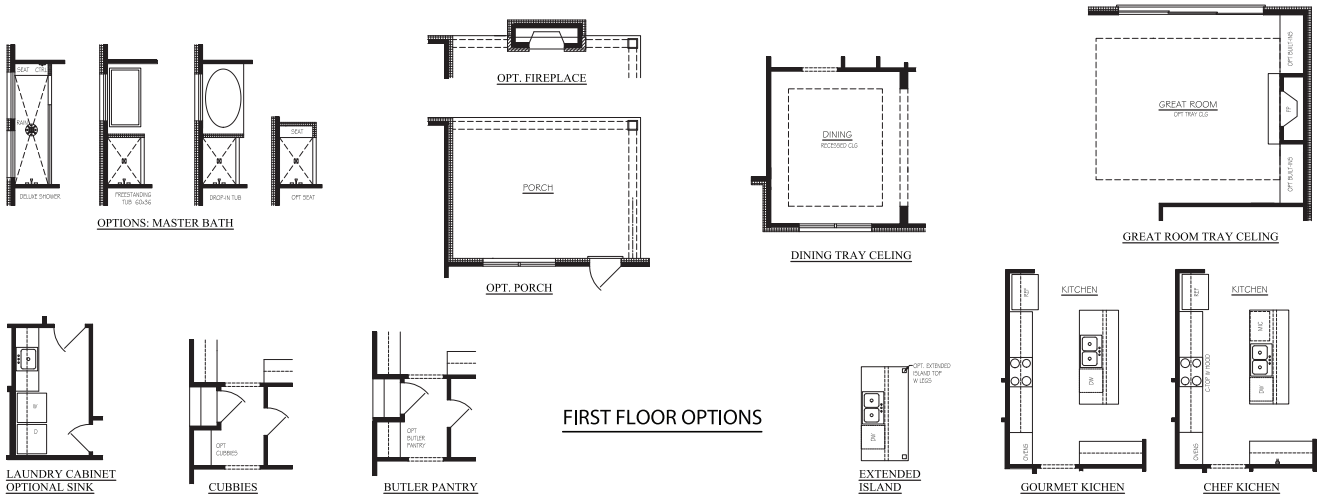 SEAT CTRL
RAIN
DELUXE SHOWER
FREESTANDING
TUB 60x36
DROP-IN TUB
SEAT
OPT SEAT
OPTIONS: MASTER BATH
OPT. FIREPLACE
PORCH
OPT. PORCH
DINING
RECESSED CLG
DINING TRAY CELING
GREAT ROOM
OPT TRAY CLG
OPT BUILT-INS
FP
OPT BUILT-INS
GREAT ROOM TRAY CELING
W
D
LAUNDRY CABINET
OPTIONAL SINK
OPT
CUBBIES
CUBBIES
OPT
BUTLER
PANTRY
BUTLER PANTRY
FIRST FLOOR OPTIONS
OPT. EXTENDED
ISLAND TOP
W LEGS
DW
EXTENDED
ISLAND
REF
KITCHEN
DW
OVENS
GOURMET KICHEN
REF
KITCHEN
M/C
C-TOP W HOOD
DW
OVENS
CHEF KICHEN